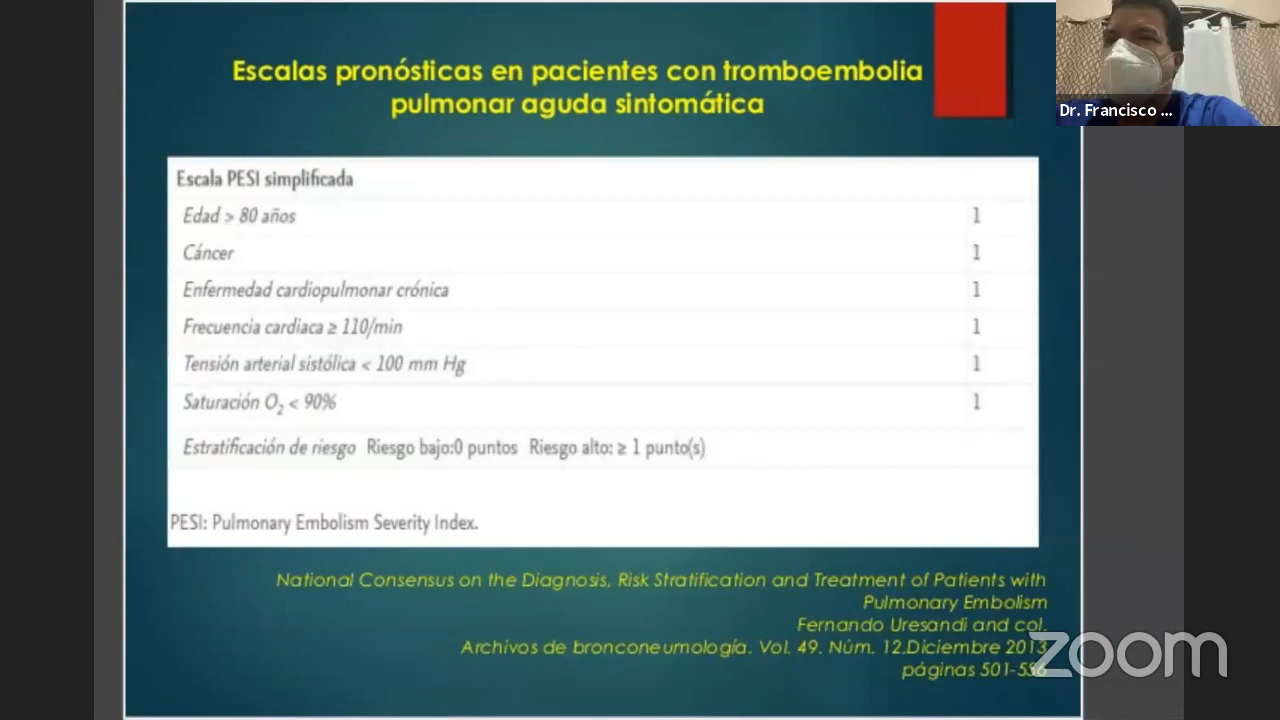 Escalas pronósticas en pacientes con tromboembolia
pulmonar aguda sintomática
Dr. Francisco ...
Escala PESI simplificada
Edad > 80 años 1
Cáncer 1
Enfermedad cardiopulmonar crónica 1
Frecuencia cardiaca ≥ 110/min 1
Tensión arterial sistólica < 100 mm Hg 1
Saturación O₂ < 90% 1
Estratificación de riesgo Riesgo bajo:0 puntos Riesgo alto: ≥ 1 punto(s)
PESI: Pulmonary Embolism Severity Index.
National Consensus on the Diagnosis, Risk Stratification and Treatment of Patients with
Pulmonary Embolism
Fernando Uresandi and col.
Archivos de bronconeumología. Vol. 49. Núm. 12.Diciembre 2013
páginas
zoom